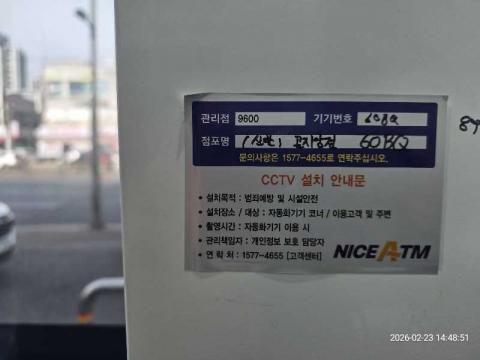 관리점 9600 기기번호 60BQ
점포명 (신한) 60BQ
문의사항은 1577-4655로 연락주십시오.
CCTV 설치 안내문
• 설치목적 : 범죄예방 및 시설안전
• 설치장소 / 대상 : 자동화기기 코너 / 이용고객 및 주변
• 촬영시간 : 자동화기기 이용 시
• 관리책임자 : 개인정보 보호 담당자
• 연 락 처 : 1577-4655 [고객센터]
NICE ATM
2026-02-23 14:48:51